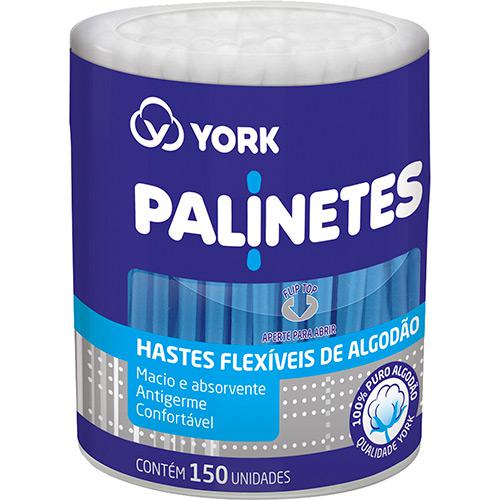 YORK
PALINETES
FLIP TOP
APERTE PARA ABRIR
HASTES FLEXÍVEIS DE ALGODÃO
Macio e absorvente
Antigerme
Confortável
100% PURO ALGODÃO
QUALIDADE YORK
CONTÉM 150 UNIDADES